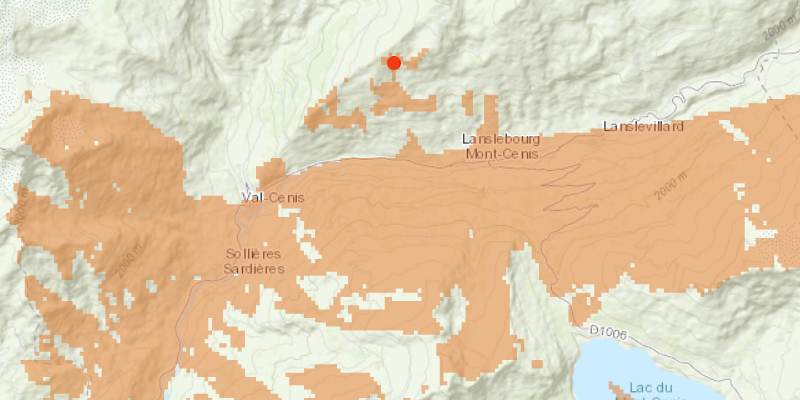 2000 m
Lanslevillard
Lanslebourg
Mont-Cenis
2000 m
Val-Cenis
Sollières
Sardières
2000 m
D1006
Lac du